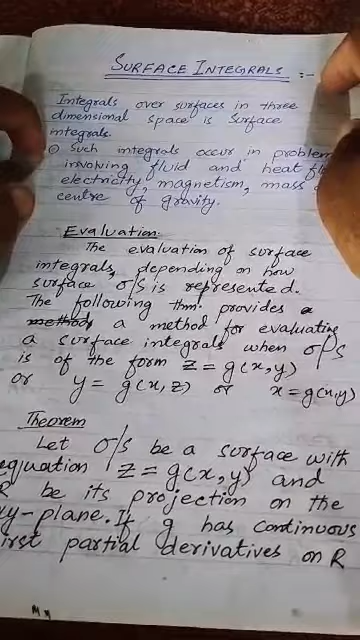 SURFACE INTEGRALS :-
Integrals over surfaces in three
dimensional space is Surface
integrals.
Such integrals occur in problem
involving fluid and heat fl
electricity, magnetism, mass
centre of gravity.
Evaluation:
The evaluation of surface
integrals, depending on how
surface σ/s is represented.
The following thm: provides a
method, a method for evaluating
a surface integrals when σ/s
is of the form z = g(x,y)
or y = g(x,z) or x = g(x,y)
Theorem
Let σ/s be a surface with
equation z = g(x,y) and
R be its projection on the
xy-plane. If g has continuous
irst partial derivatives on R